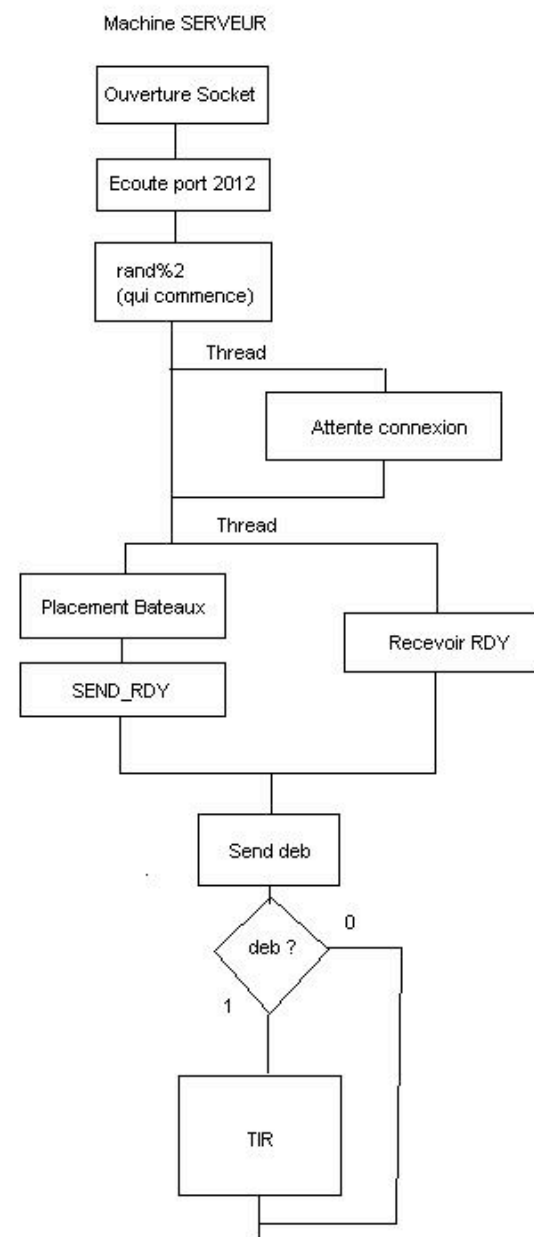 Machine SERVEUR
Ouverture Socket
Ecoute port 2012
rand%2
(qui commence)
Thread
Attente connexion
Thread
Placement Bateaux
Recevoir RDY
SEND_RDY
Send deb
0
deb ?
1
TIR